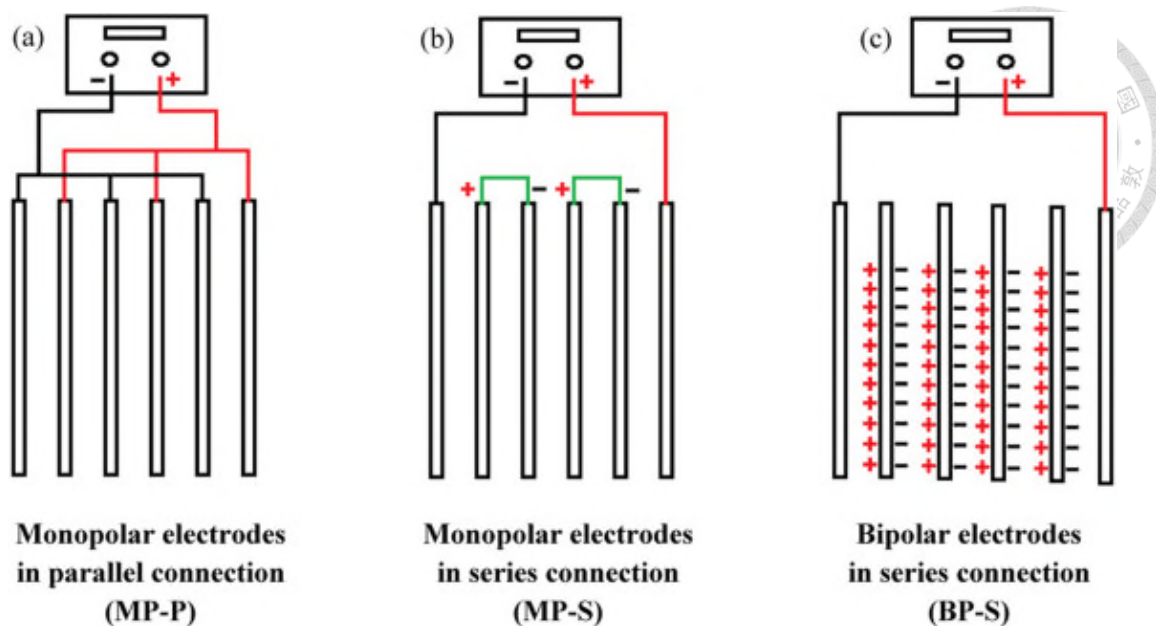 (a)
(b)
(c)
Monopolar electrodes
in parallel connection
(MP-P)
Monopolar electrodes
in series connection
(MP-S)
Bipolar electrodes
in series connection
(BP-S)